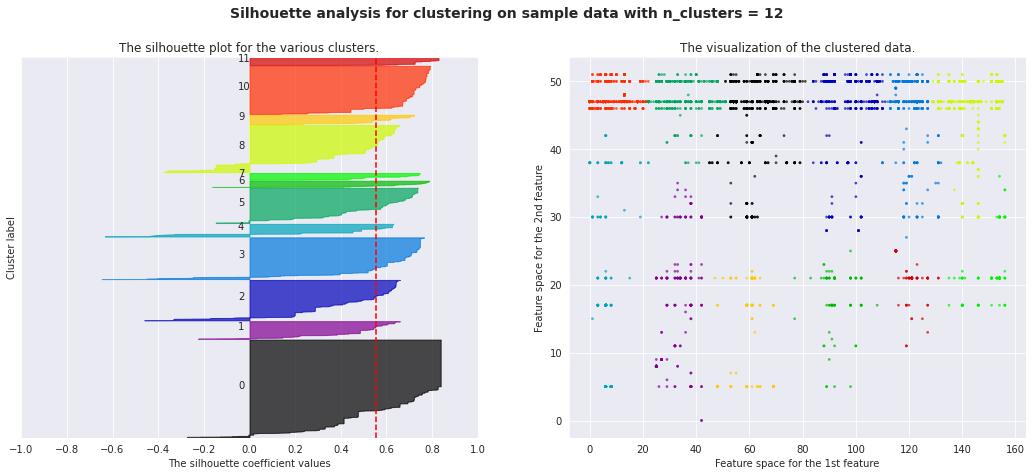 Silhouette analysis for clustering on sample data with n_clusters = 12
The silhouette plot for the various clusters.
Cluster label
11
10
9
8
7
6
5
4
3
2
1
0
−1.0 −0.8 −0.6 −0.4 −0.2 0.0 0.2 0.4 0.6 0.8 1.0
The silhouette coefficient values
The visualization of the clustered data.
Feature space for the 2nd feature
50
40
30
20
10
0
0 20 40 60 80 100 120 140 160
Feature space for the 1st feature